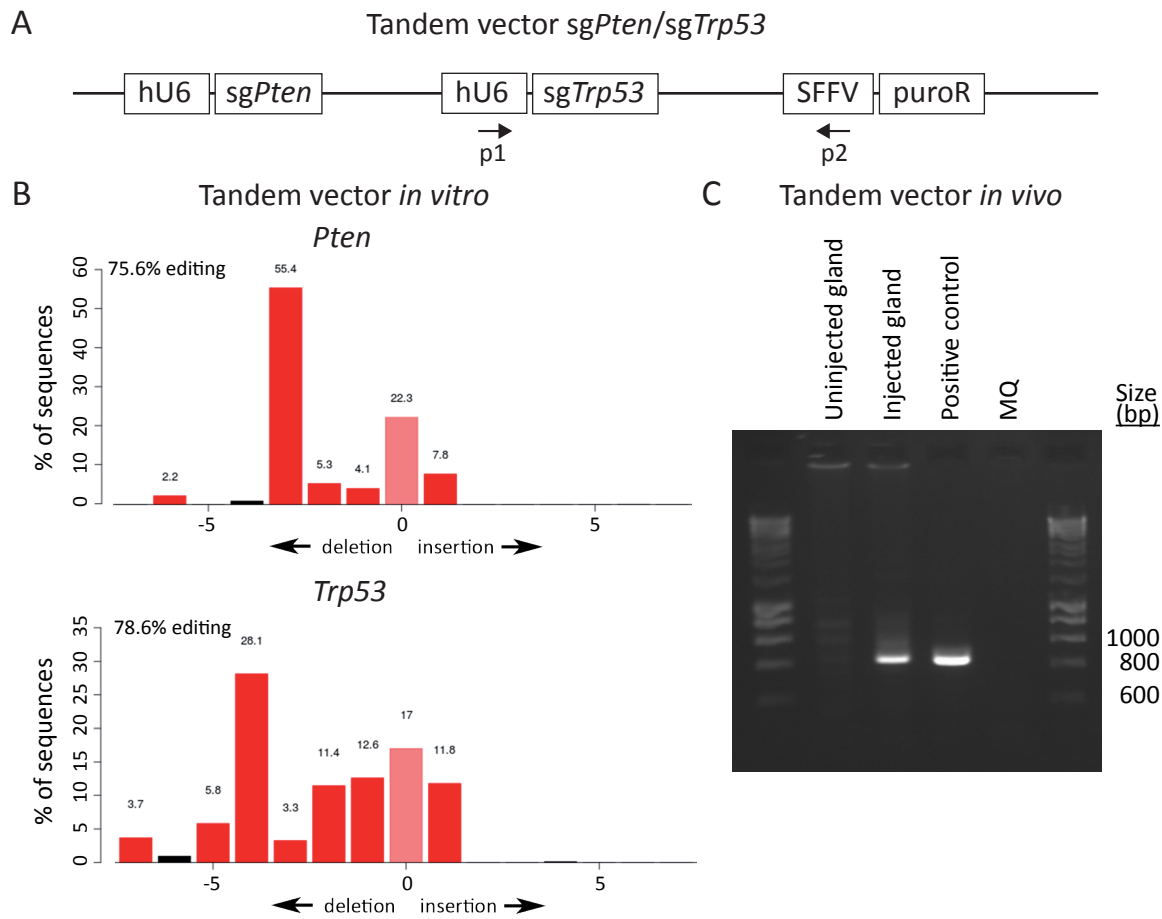 A
Tandem vector sgPten/sgTrp53
hU6 sgPten hU6 sgTrp53 SFFV puroR
p1 p2
B
Tandem vector in vitro
Pten
75.6% editing
% of sequences
60
50
40
30
20
10
0
2.2
55.4
5.3
4.1
22.3
7.8
-5 0 5
deletion insertion
Trp53
78.6% editing
% of sequences
35
30
25
20
15
10
5
0
3.7
5.8
28.1
3.3
11.4
12.6
17
11.8
-5 0 5
deletion insertion
C
Tandem vector in vivo
Uninjected gland
Injected gland
Positive control
MQ
Size
(bp)
1000
800
600